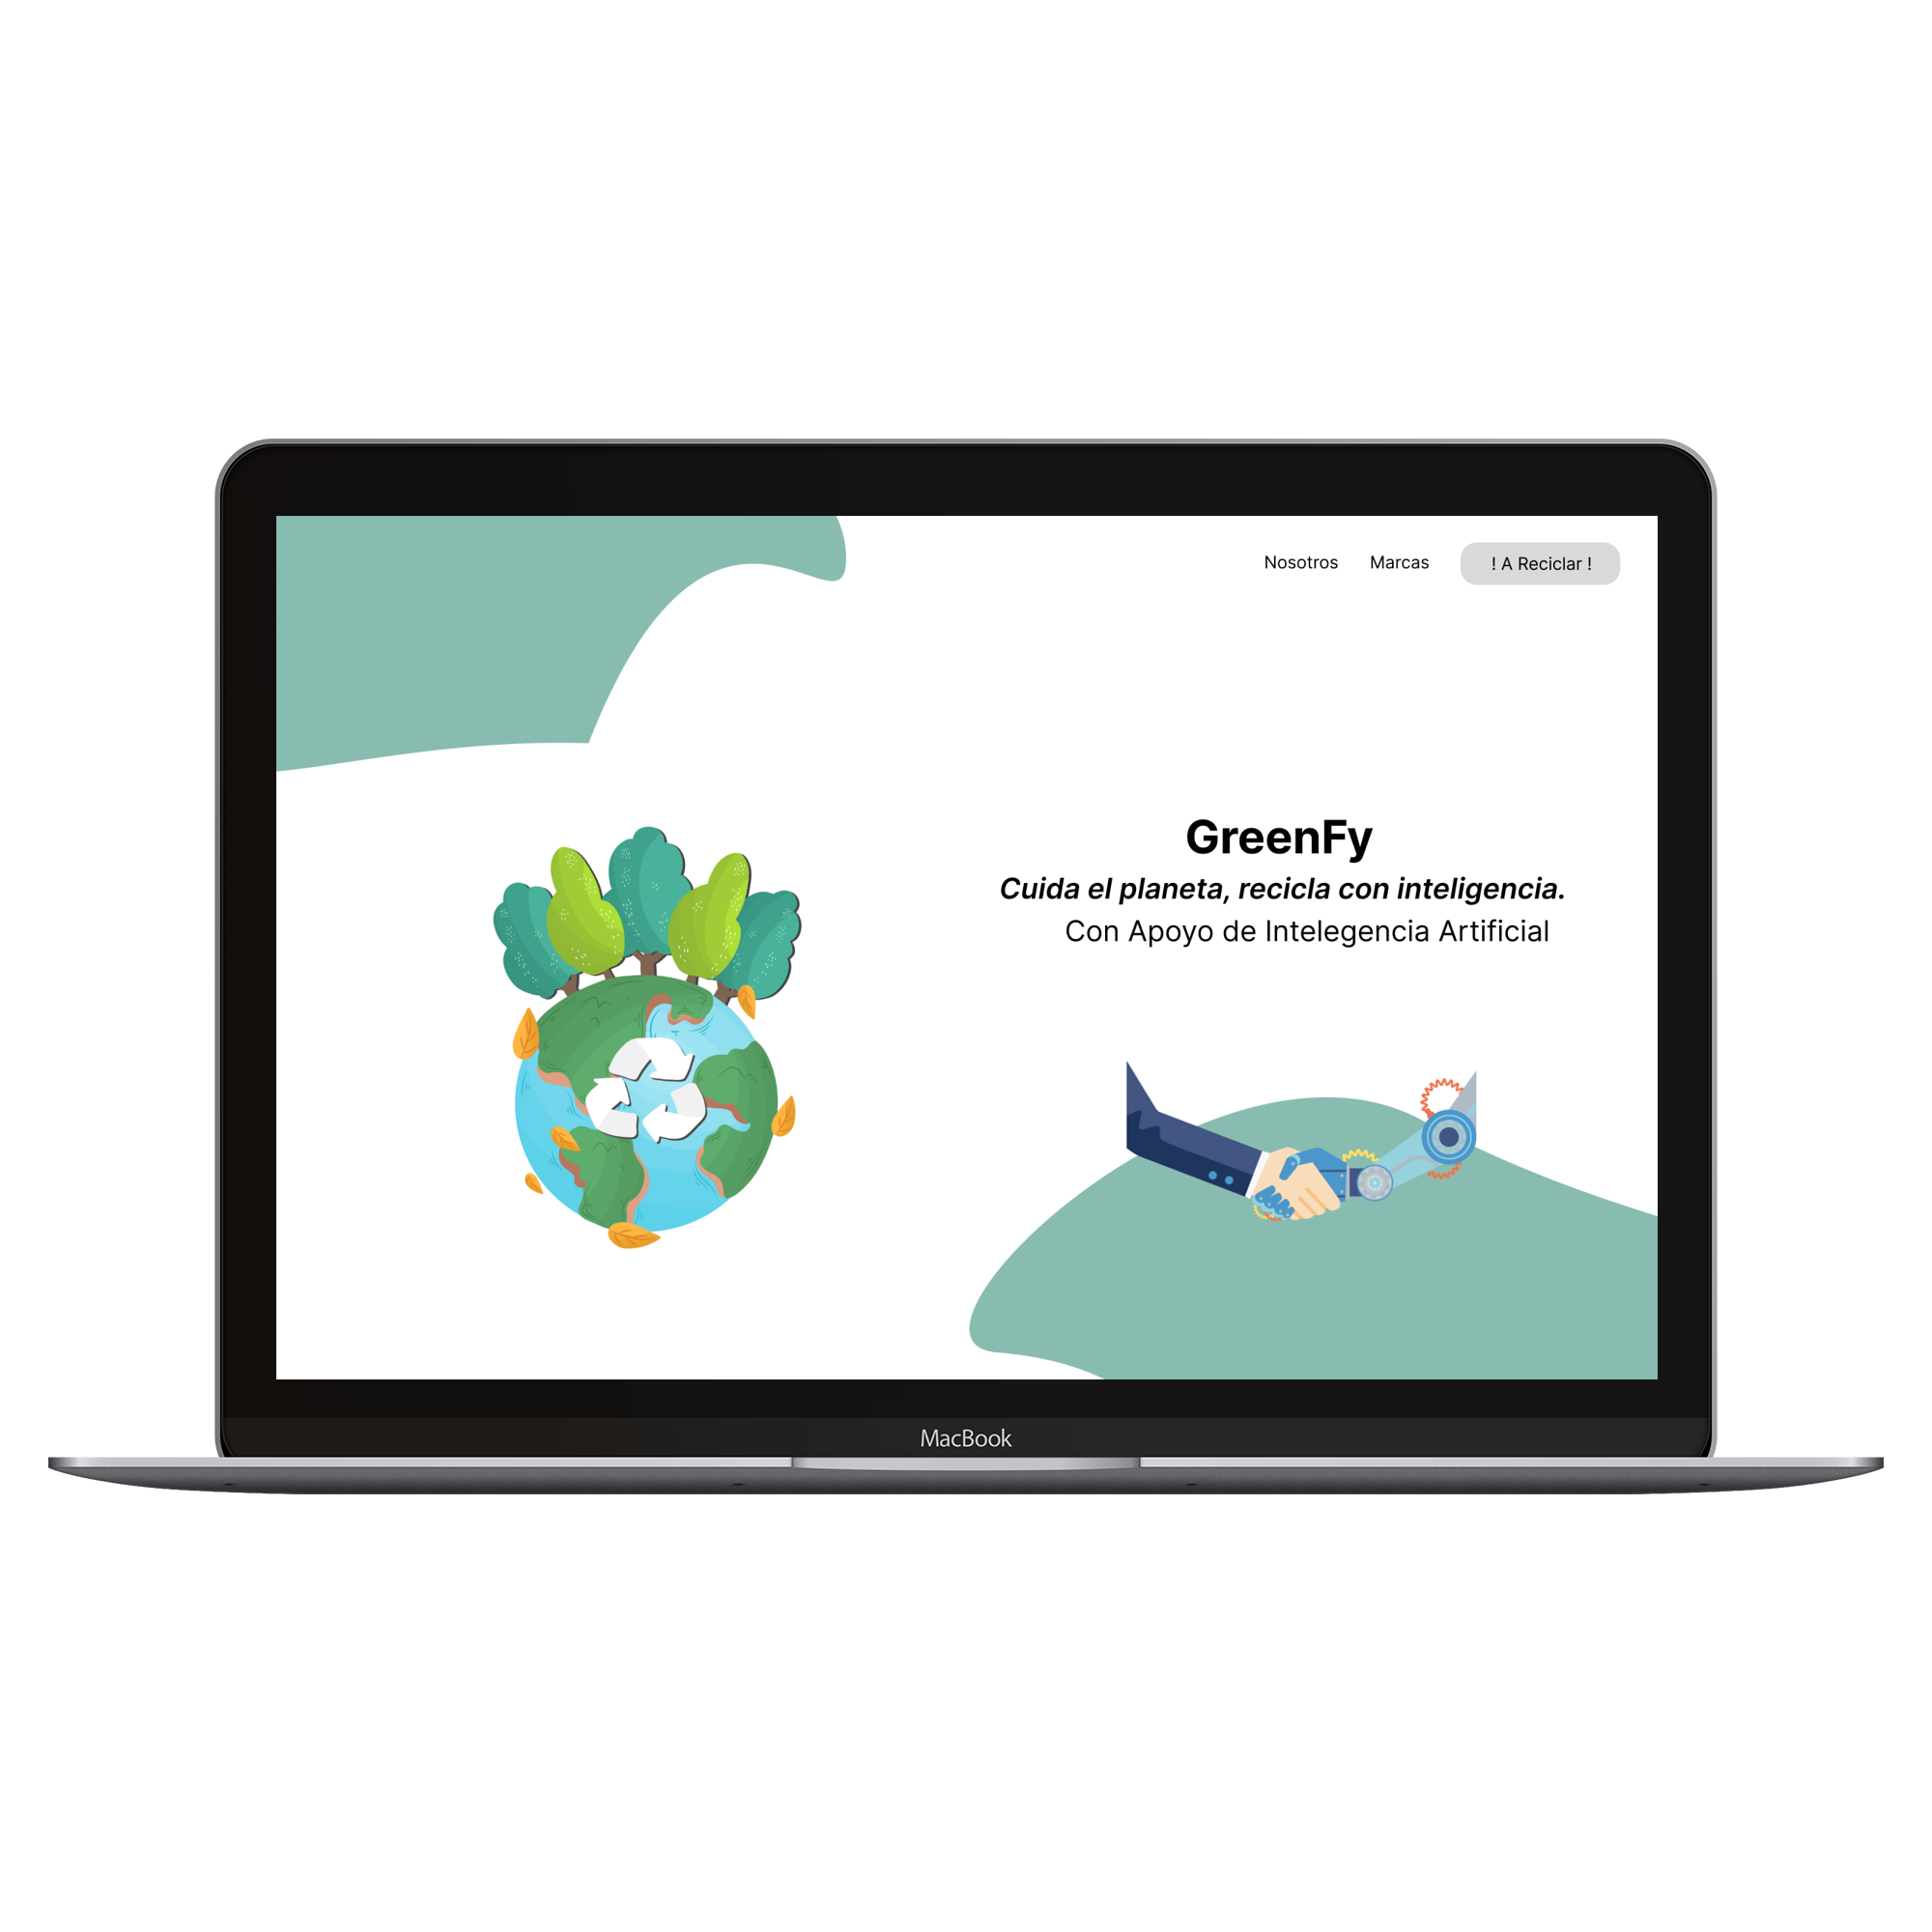 Nosotros Marcas ! A Reciclar !
GreenFy
Cuida el planeta, recicla con inteligencia.
Con Apoyo de Intelegencia Artificial
MacBook